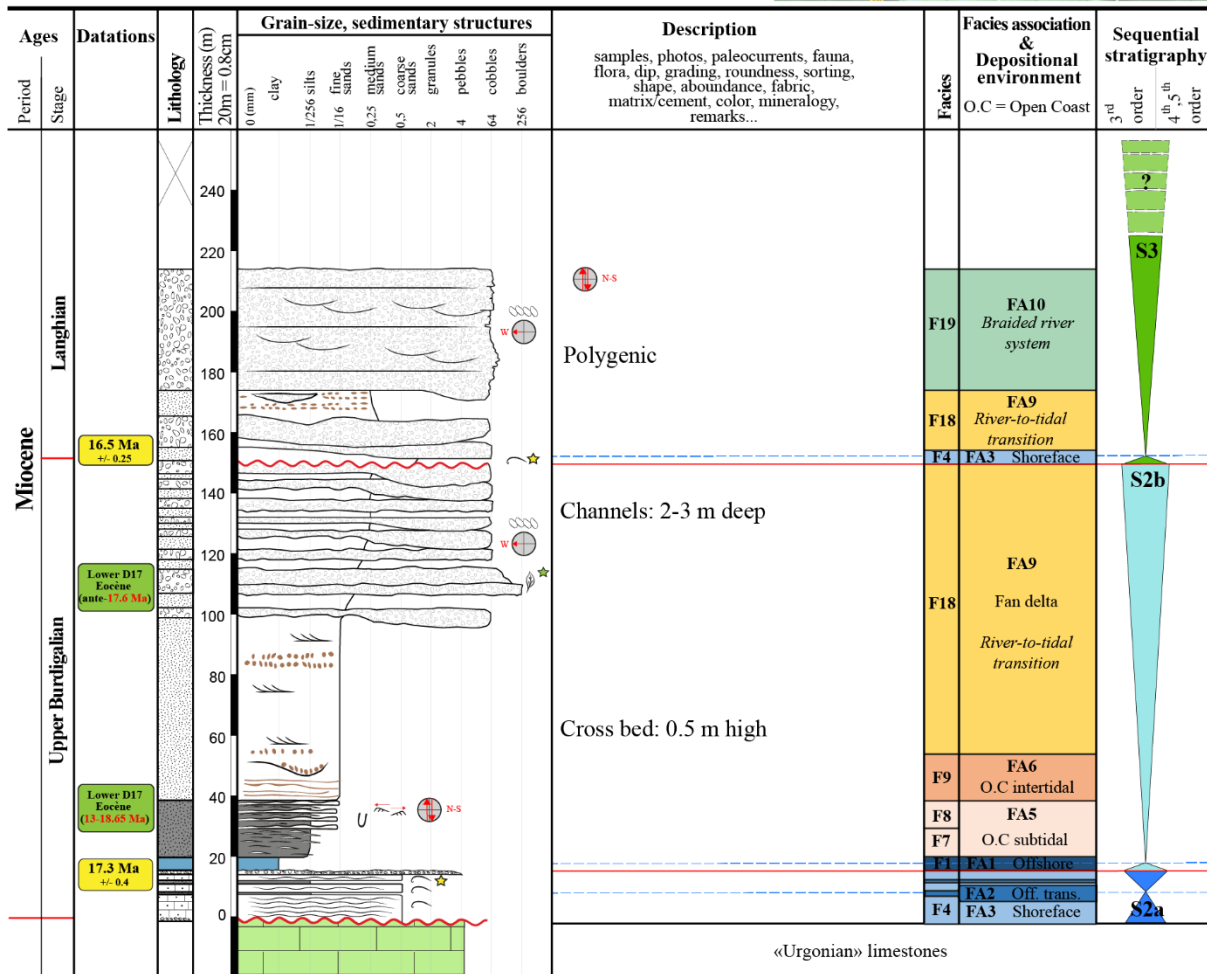 Ages
Period
Stage
Datations
Lithology
Thickness (m)
20m = 0.8cm
Grain-size, sedimentary structures
0 (mm)
clay
1/256 silts
1/16 fine sands
0,25 medium sands
0,5 coarse sands
2 granules
4 pebbles
64 cobbles
256 boulders
Description
samples, photos, paleocurrents, fauna,
flora, dip, grading, roundness, sorting,
shape, aboundance, fabric,
matrix/cement, color, mineralogy,
remarks...
Facies
Facies association
&
Depositional
environment
O.C = Open Coast
Sequential
stratigraphy
3rd order
4th,5th order
Miocene
Langhian
Upper Burdigalian
16.5 Ma
+/- 0.25
Lower D17
Eocène
(ante-17.6 Ma)
Lower D17
Eocène
(13-18.65 Ma)
17.3 Ma
+/- 0.4
240
220
200
180
160
140
120
100
80
60
40
20
0
N-S
W
W
N-S
Polygenic
Channels: 2-3 m deep
Cross bed: 0.5 m high
«Urgonian» limestones
F19
FA10
Braided river
system
F18
FA9
River-to-tidal
transition
F4
FA3 Shoreface
F18
FA9
Fan delta
River-to-tidal
transition
F9
FA6
O.C intertidal
F8
FA5
F7
O.C subtidal
F1
FA1 Offshore
FA2 Off. trans.
F4
FA3 Shoreface
?
S3
S2b
S2a